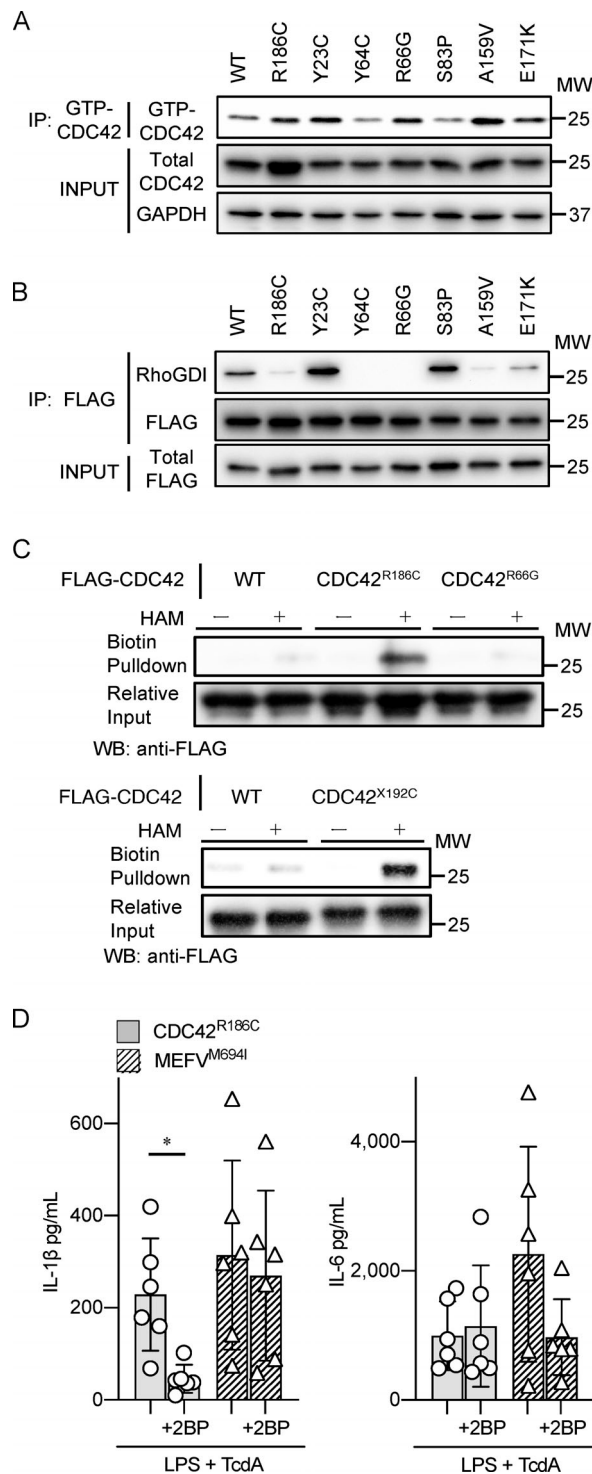 A
WT R186C Y23C Y64C R66G S83P A159V E171K
MW
IP: GTP-CDC42 GTP-CDC42 25
INPUT Total CDC42 25
GAPDH 37
B
WT R186C Y23C Y64C R66G S83P A159V E171K
MW
IP: FLAG RhoGDI 25
FLAG 25
INPUT Total FLAG 25
C
FLAG-CDC42 WT CDC42R186C CDC42R66G
HAM – + – + – + MW
Biotin Pulldown 25
Relative Input 25
WB: anti-FLAG
FLAG-CDC42 WT CDC42X192C
HAM – + – + MW
Biotin Pulldown 25
Relative Input 25
WB: anti-FLAG
D
CDC42R186C
MEFVM694I
IL-1β pg/mL
600
400
200
0
*
+2BP +2BP
LPS + TcdA
IL-6 pg/mL
4,000
2,000
0
+2BP +2BP
LPS + TcdA